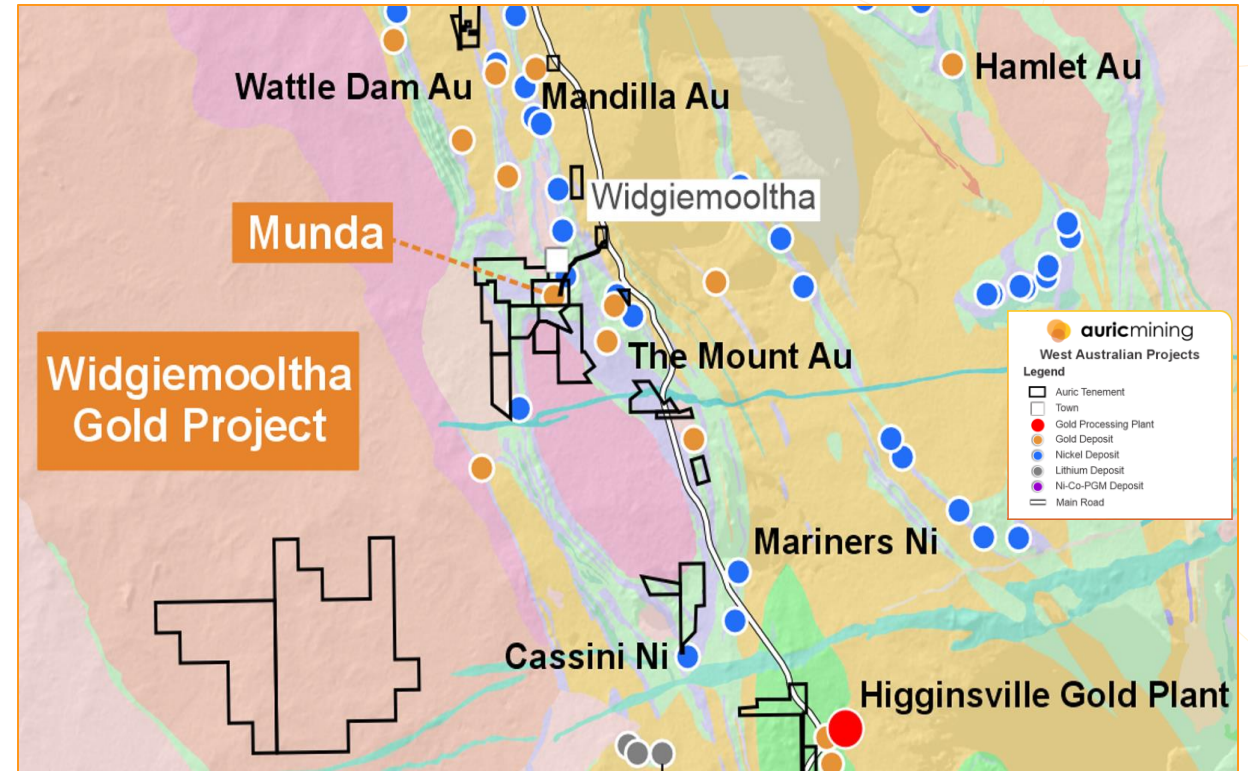 Wattle Dam Au
Mandilla Au
Hamlet Au
Widgiemooltha
Munda
Widgiemooltha
Gold Project
The Mount Au
auricmining
West Australian Projects
Legend
Auric Tenement
Town
Gold Processing Plant
Gold Deposit
Nickel Deposit
Lithium Deposit
Ni-Co-PGM Deposit
Main Road
Mariners Ni
Cassini Ni
Higginsville Gold Plant